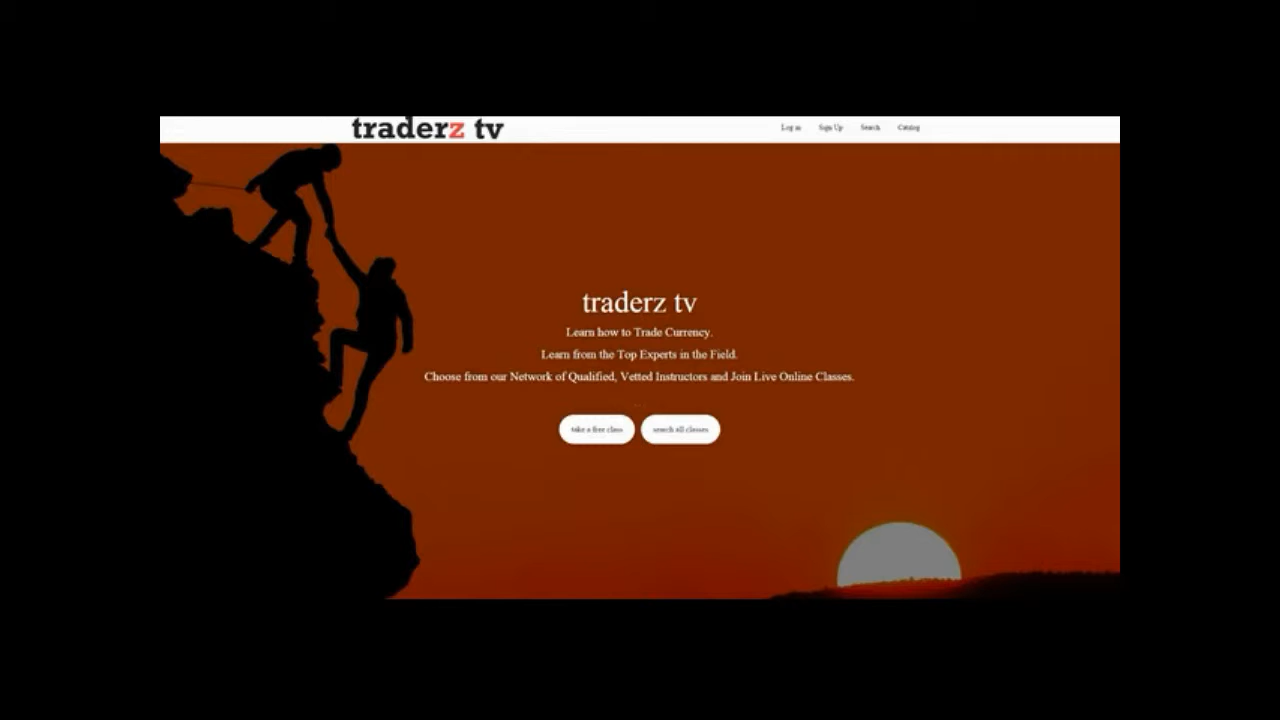 traderz tv
Log in Sign Up Search Catalog
traderz tv
Learn how to Trade Currency.
Learn from the Top Experts in the Field.
Choose from our Network of Qualified, Vetted Instructors and Join Live Online Classes.
take a free class search all classes